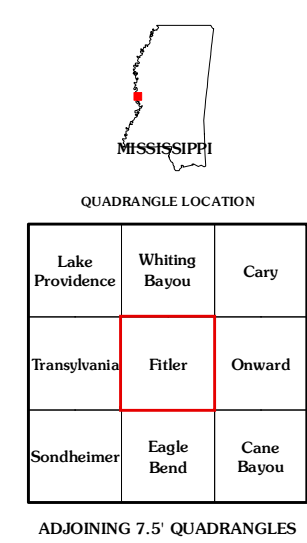 MISSISSIPPI
QUADRANGLE LOCATION
Lake
Providence
Whiting
Bayou
Cary
Transylvania
Fitler
Onward
Sondheimer
Eagle
Bend
Cane
Bayou
ADJOINING 7.5' QUADRANGLES